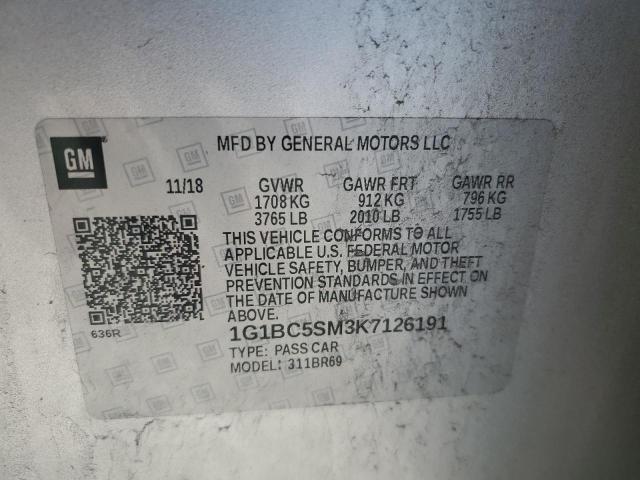 GM
MFD BY GENERAL MOTORS LLC
11/18 GVWR GAWR FRT GAWR RR
1708 KG 912 KG 796 KG
3765 LB 2010 LB 1755 LB
THIS VEHICLE CONFORMS TO ALL
APPLICABLE U.S. FEDERAL MOTOR
VEHICLE SAFETY, BUMPER, AND THEFT
PREVENTION STANDARDS IN EFFECT ON
THE DATE OF MANUFACTURE SHOWN
ABOVE.
636R
1G1BC5SM3K7126191
TYPE: PASS CAR
MODEL: 311BR69